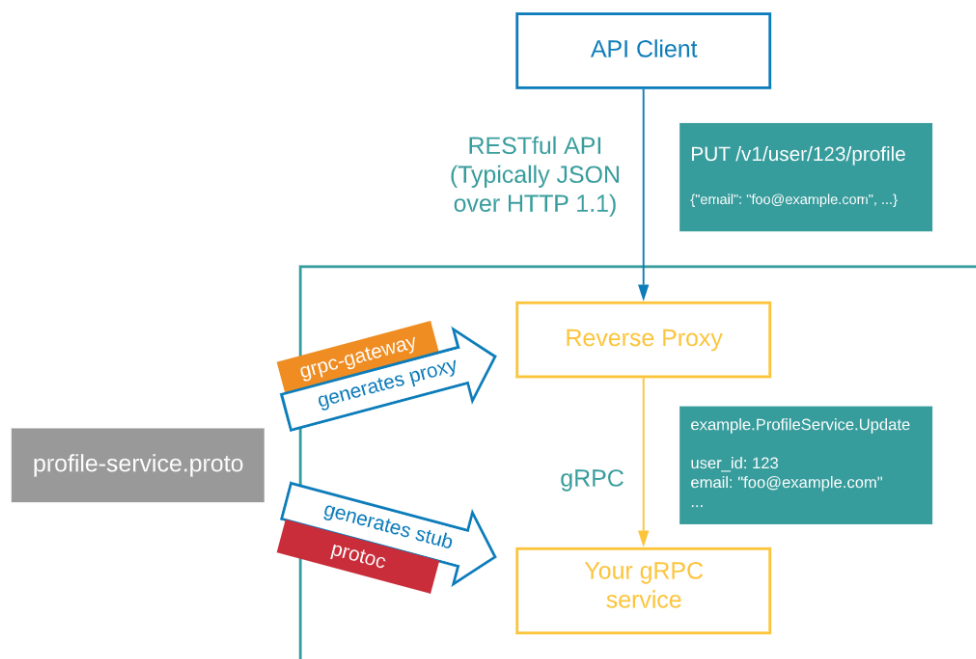 API Client
RESTful API
(Typically JSON
over HTTP 1.1)
PUT /v1/user/123/profile
{"email": "foo@example.com", ...}
Reverse Proxy
grpc-gateway
generates proxy
profile-service.proto
generates stub
protoc
gRPC
example.ProfileService.Update
user_id: 123
email: "foo@example.com"
...
Your gRPC
service